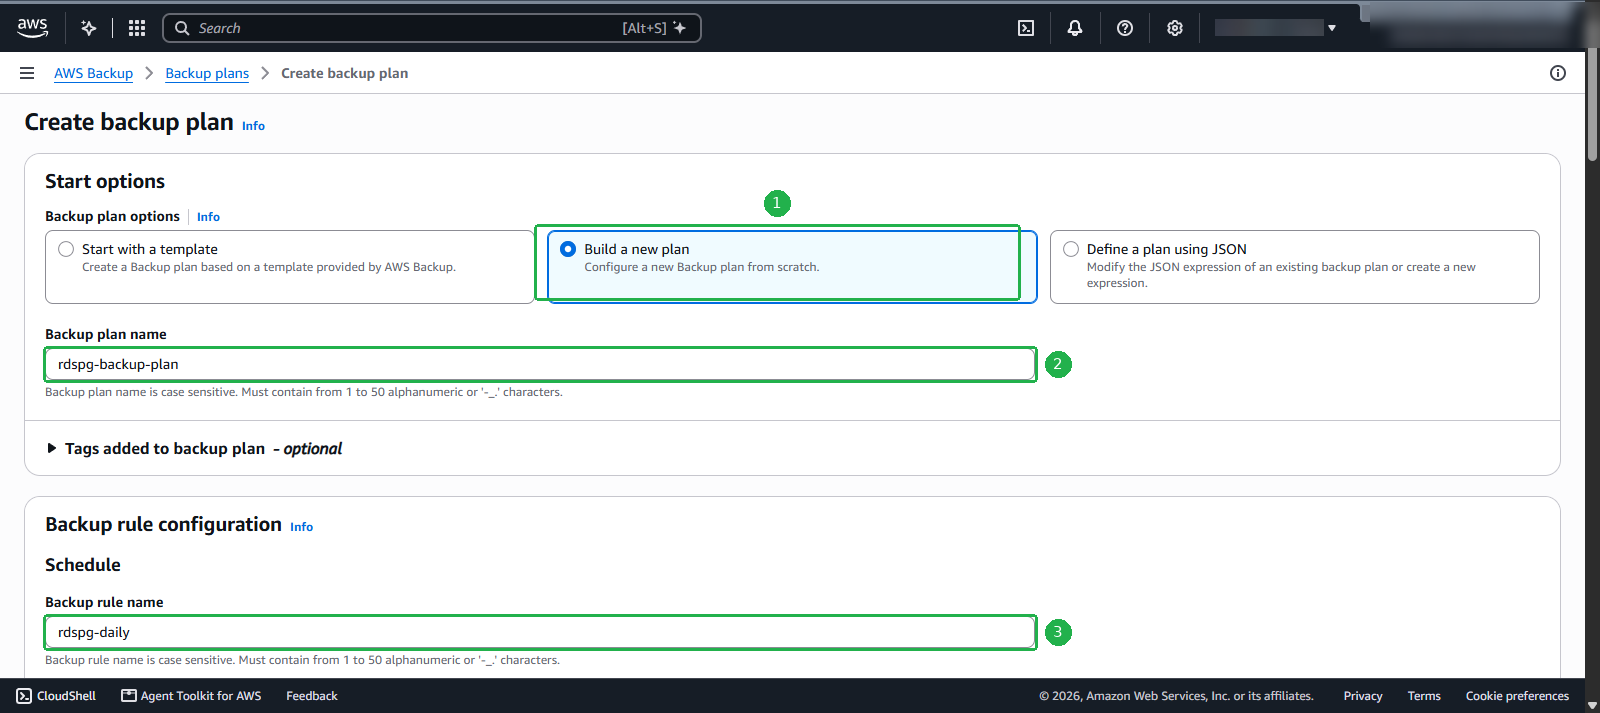 aws
Search [Alt+S]
AWS Backup > Backup plans > Create backup plan
Create backup plan Info
Start options
Backup plan options Info
1
Start with a template
Create a Backup plan based on a template provided by AWS Backup.
Build a new plan
Configure a new Backup plan from scratch.
Define a plan using JSON
Modify the JSON expression of an existing backup plan or create a new
expression.
Backup plan name
rdspg-backup-plan
2
Backup plan name is case sensitive. Must contain from 1 to 50 alphanumeric or '-_.' characters.
Tags added to backup plan - optional
Backup rule configuration Info
Schedule
Backup rule name
rdspg-daily
3
Backup rule name is case sensitive. Must contain from 1 to 50 alphanumeric or '-_.' characters.
CloudShell Agent Toolkit for AWS Feedback © 2026, Amazon Web Services, Inc. or its affiliates. Privacy Terms Cookie preferences